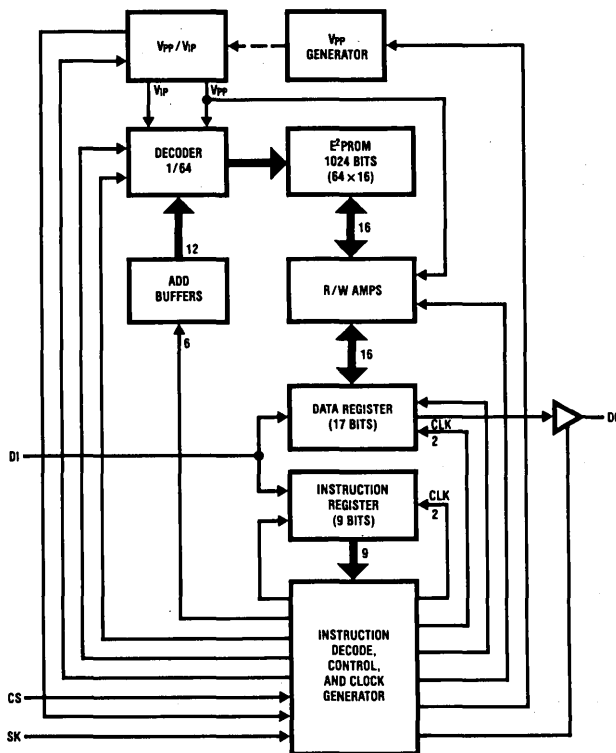 VPP/VIP
VPP
GENERATOR
VIP
VPP
DECODER
1/64
E²PROM
1024 BITS
(64 × 16)
12
16
ADD
BUFFERS
R/W AMPS
6
16
DATA REGISTER
(17 BITS)
CLK
2
DI
INSTRUCTION
REGISTER
(9 BITS)
CLK
2
9
INSTRUCTION
DECODE,
CONTROL,
AND CLOCK
GENERATOR
CS
SK